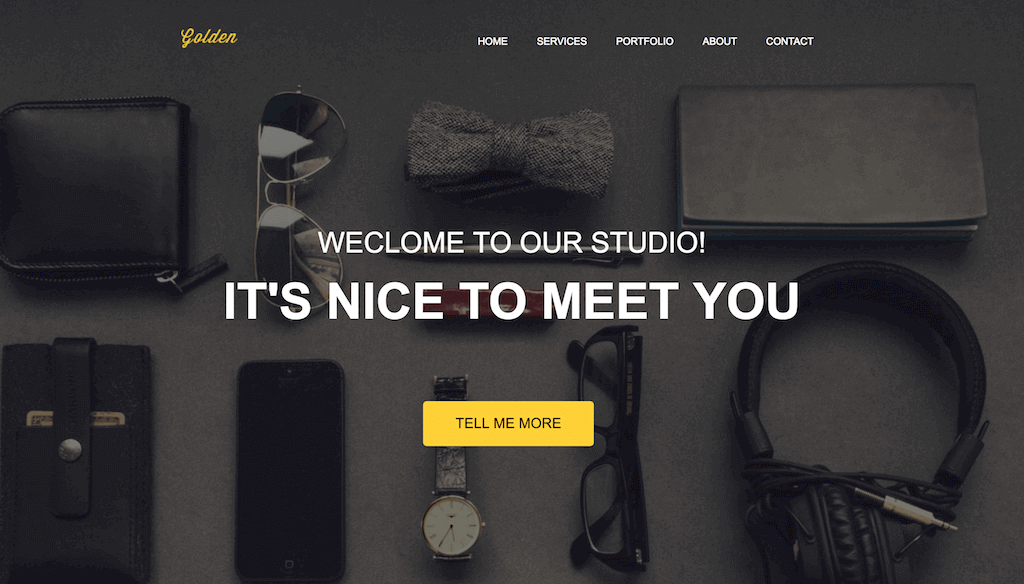 Golden
HOME SERVICES PORTFOLIO ABOUT CONTACT
WECLOME TO OUR STUDIO!
IT'S NICE TO MEET YOU
TELL ME MORE